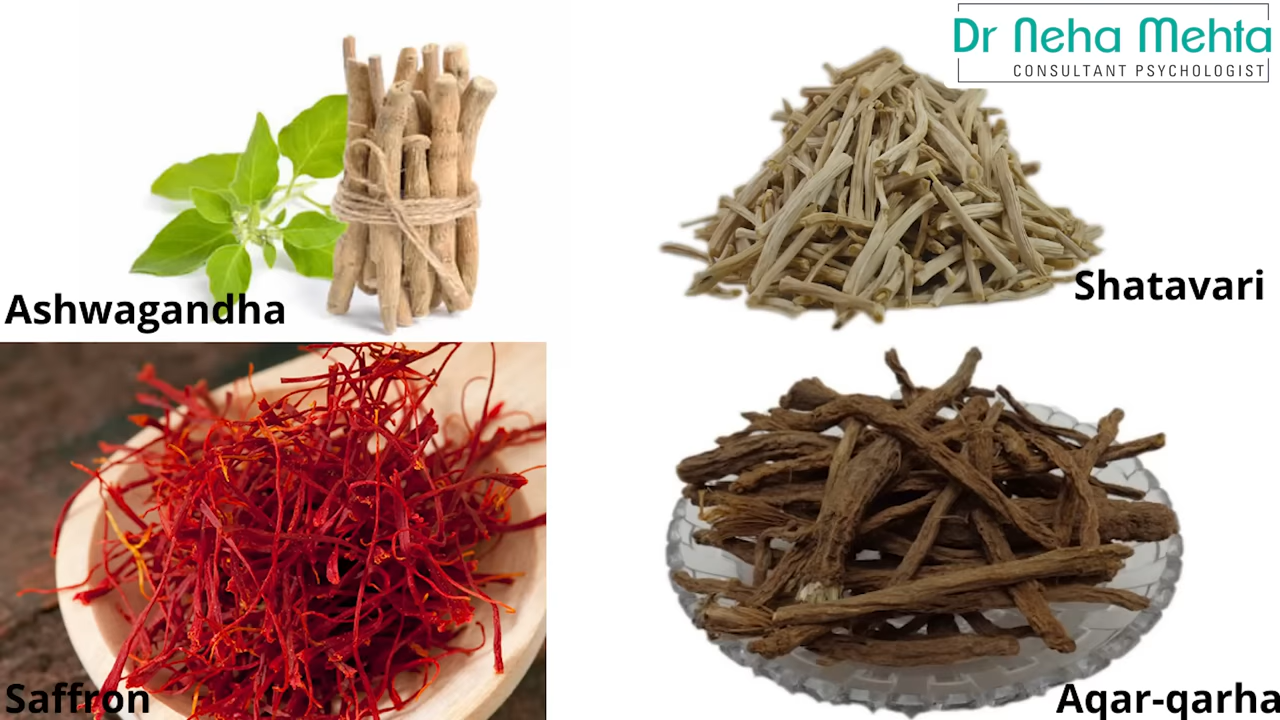 Dr Neha Mehta
CONSULTANT PSYCHOLOGIST
Ashwagandha
Shatavari
Saffron
Aqar-qarha